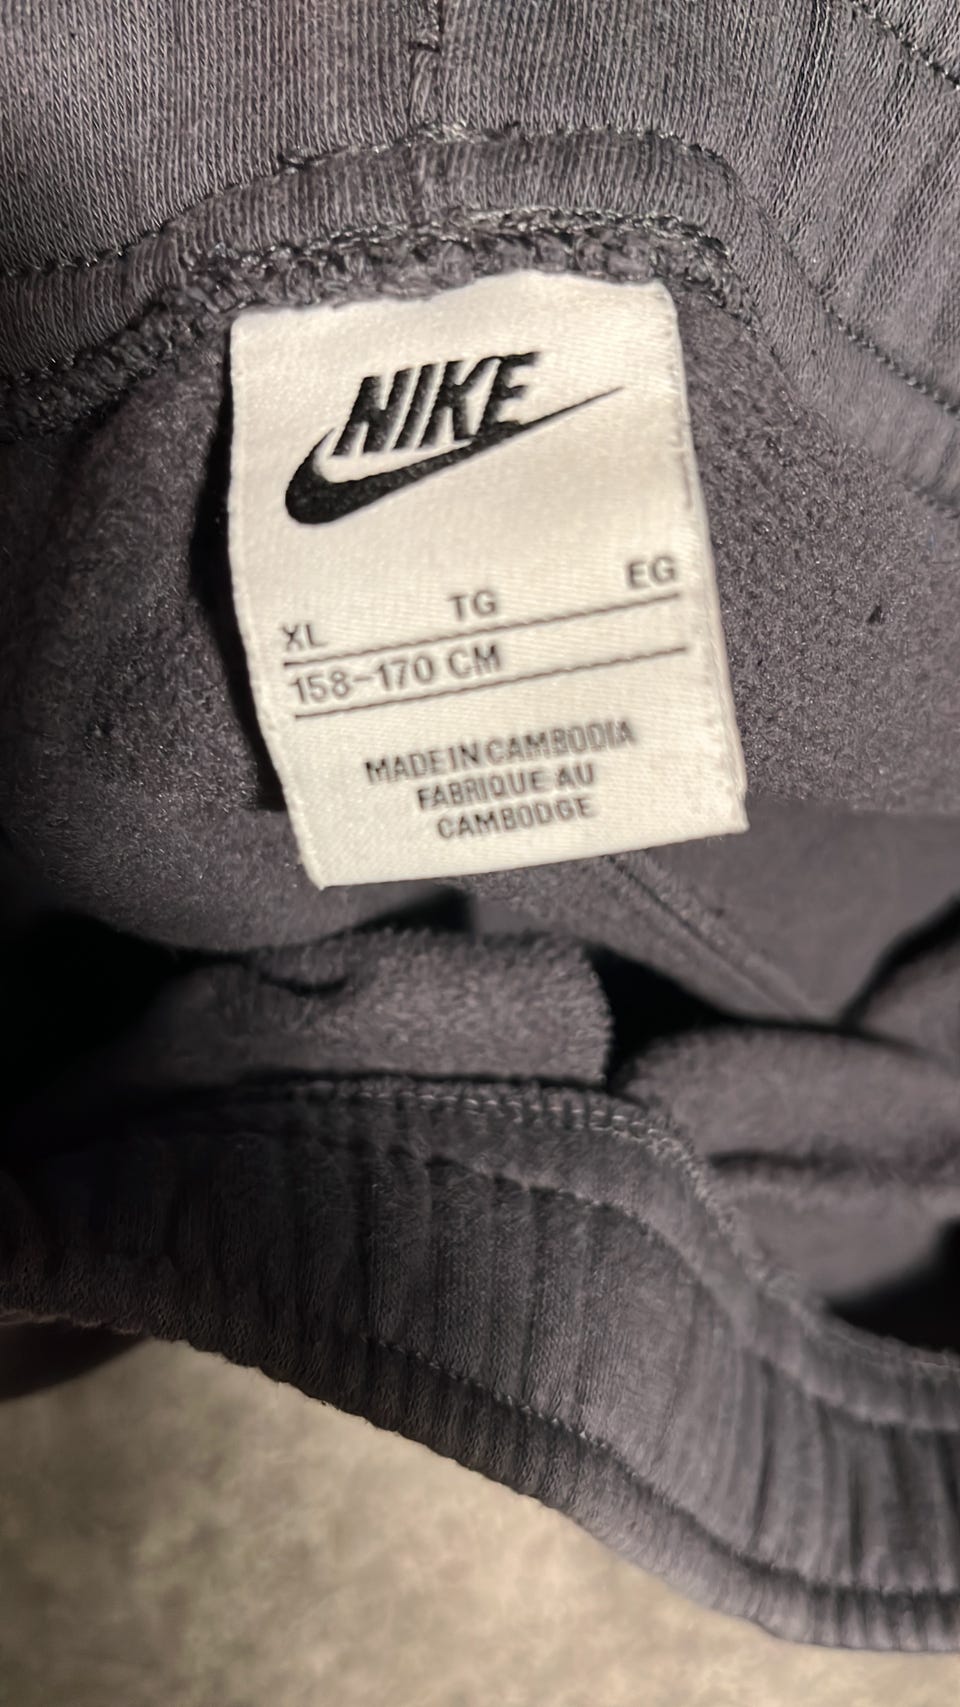 NIKE
XL TG EG
158-170 CM
MADE IN CAMBODIA
FABRIQUE AU
CAMBODGE